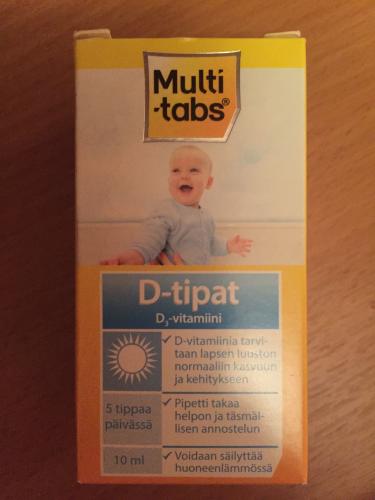 Multi
-tabs®
D-tipat
D₃-vitamiini
✓ D-vitamiinia tarvi-
taan lapsen luuston
normaaliin kasvuun
ja kehitykseen
5 tippaa
päivässä
✓ Pipetti takaa
helpon ja täsmäl-
lisen annostelun
10 ml
✓ Voidaan säilyttää
huoneenlämmössä